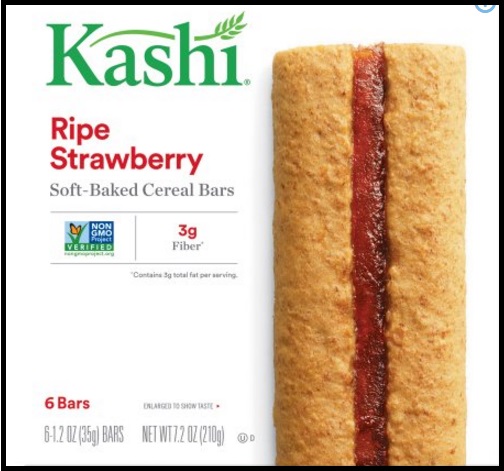 Kashi®
Ripe
Strawberry
Soft-Baked Cereal Bars
NON
GMO
Project
VERIFIED
nongmoproject.org
3g
Fiber*
*Contains 3g total fat per serving.
6 Bars
ENLARGED TO SHOW TASTE
6-1.2 OZ (35g) BARS NET WT 7.2 OZ (210g) Ⓤ D